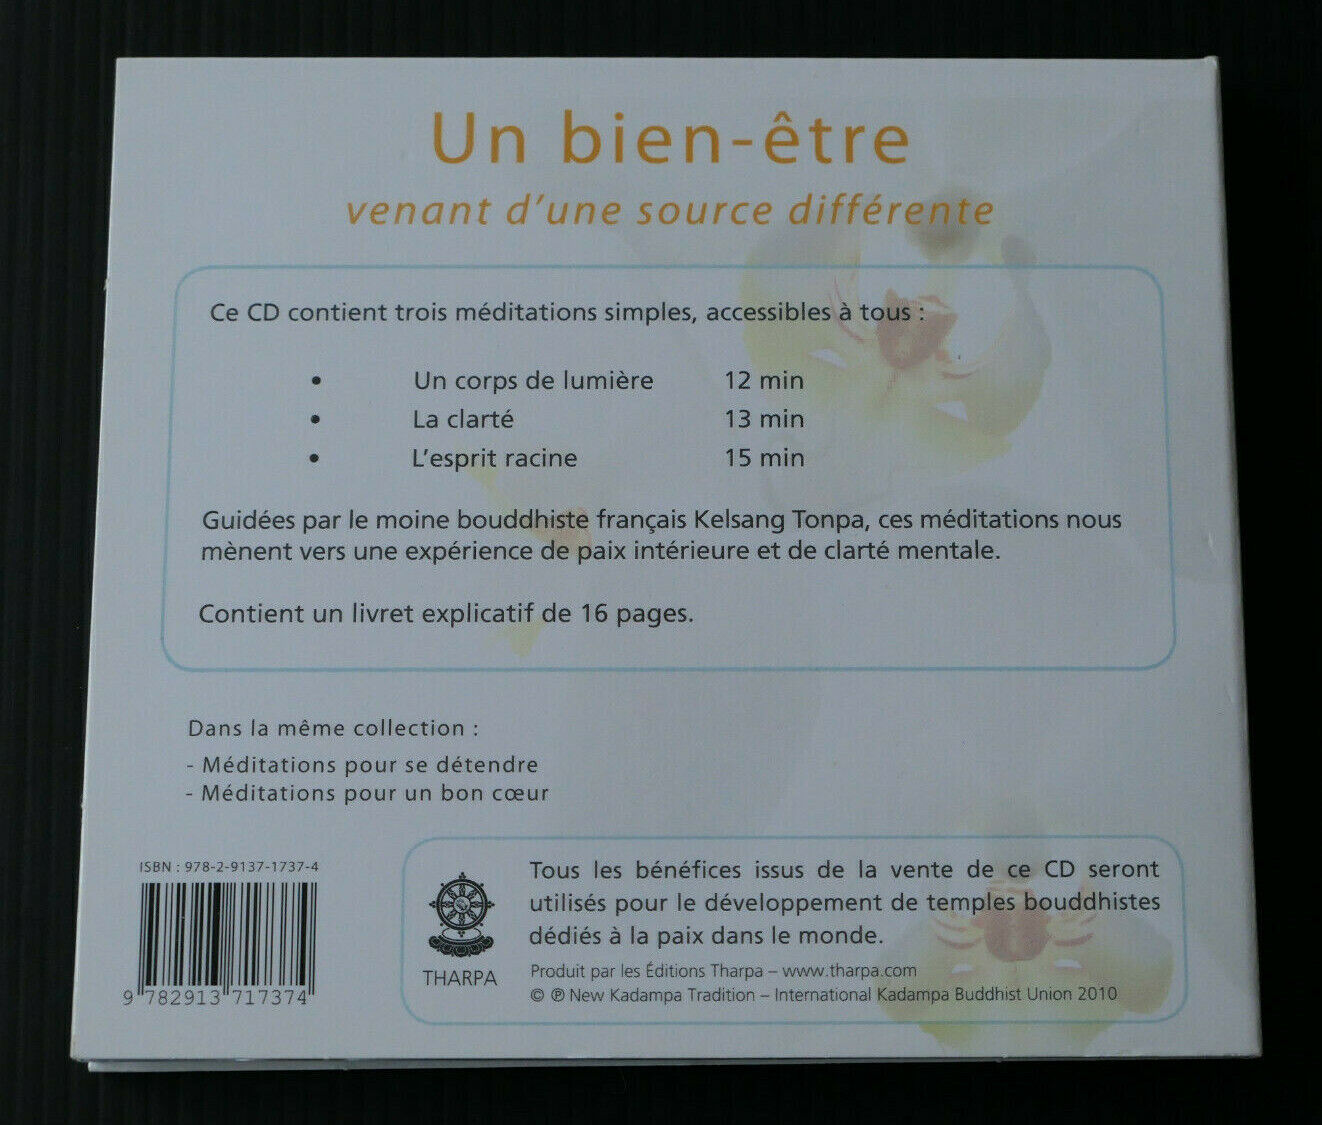 Un bien-être
venant d'une source différente
Ce CD contient trois méditations simples, accessibles à tous :
• Un corps de lumière 12 min
• La clarté 13 min
• L'esprit racine 15 min
Guidées par le moine bouddhiste français Kelsang Tonpa, ces méditations nous
mènent vers une expérience de paix intérieure et de clarté mentale.
Contient un livret explicatif de 16 pages.
Dans la même collection :
- Méditations pour se détendre
- Méditations pour un bon cœur
ISBN : 978-2-9137-1737-4
9 782913 717374
THARPA
Tous les bénéfices issus de la vente de ce CD seront
utilisés pour le développement de temples bouddhistes
dédiés à la paix dans le monde.
Produit par les Éditions Tharpa – www.tharpa.com
© ℗ New Kadampa Tradition – International Kadampa Buddhist Union 2010